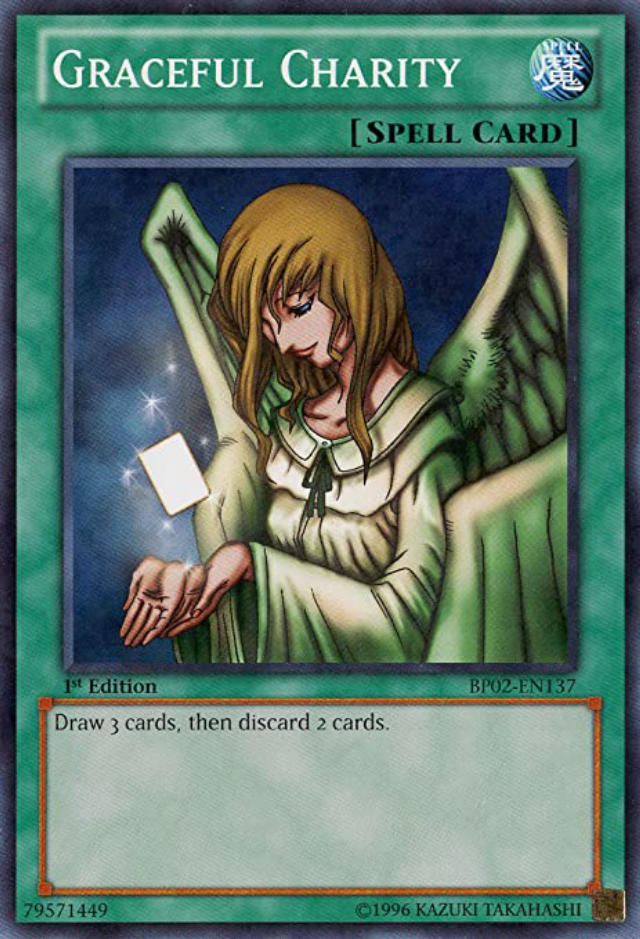 GRACEFUL CHARITY
SPELL
魔
[SPELL CARD]
1st Edition
BP02-EN137
Draw 3 cards, then discard 2 cards.
79571449
©1996 KAZUKI TAKAHASHI